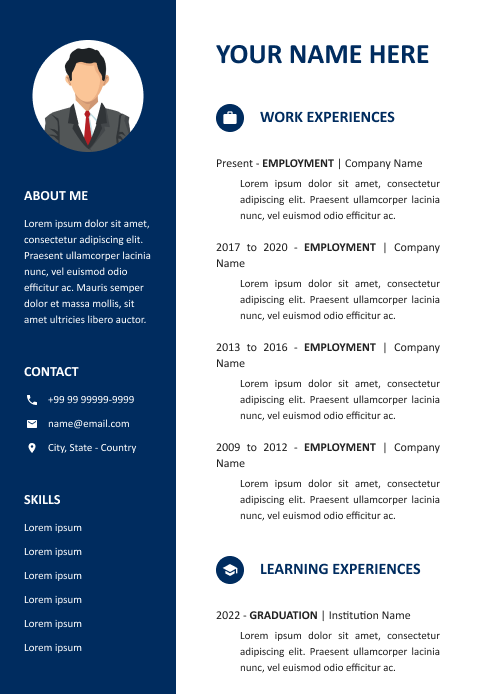 ABOUT ME
Lorem ipsum dolor sit amet,
consectetur adipiscing elit.
Praesent ullamcorper lacinia
nunc, vel euismod odio
efficitur ac. Mauris semper
dolor et massa mollis, sit
amet ultricies libero auctor.
CONTACT
+99 99 99999-9999
name@email.com
City, State - Country
SKILLS
Lorem ipsum
Lorem ipsum
Lorem ipsum
Lorem ipsum
Lorem ipsum
Lorem ipsum
YOUR NAME HERE
WORK EXPERIENCES
Present - EMPLOYMENT | Company Name
Lorem ipsum dolor sit amet, consectetur
adipiscing elit. Praesent ullamcorper lacinia
nunc, vel euismod odio efficitur ac.
2017 to 2020 - EMPLOYMENT | Company
Name
Lorem ipsum dolor sit amet, consectetur
adipiscing elit. Praesent ullamcorper lacinia
nunc, vel euismod odio efficitur ac.
2013 to 2016 - EMPLOYMENT | Company
Name
Lorem ipsum dolor sit amet, consectetur
adipiscing elit. Praesent ullamcorper lacinia
nunc, vel euismod odio efficitur ac.
2009 to 2012 - EMPLOYMENT | Company
Name
Lorem ipsum dolor sit amet, consectetur
adipiscing elit. Praesent ullamcorper lacinia
nunc, vel euismod odio efficitur ac.
LEARNING EXPERIENCES
2022 - GRADUATION | Institution Name
Lorem ipsum dolor sit amet, consectetur
adipiscing elit. Praesent ullamcorper lacinia
nunc, vel euismod odio efficitur ac.